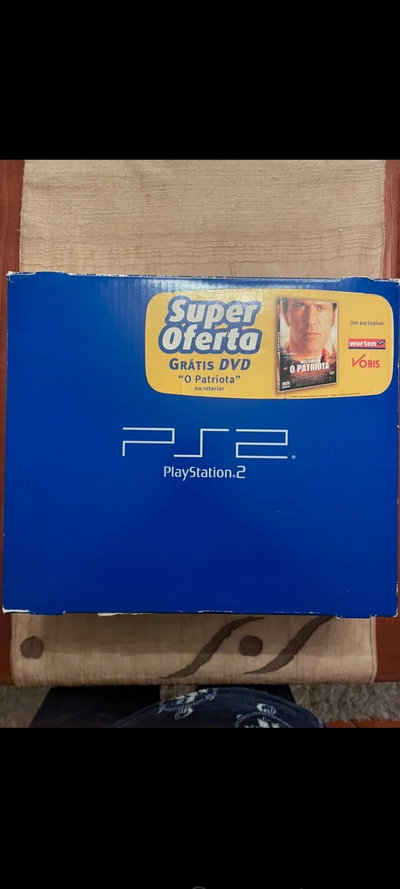 Super
Oferta
GRÁTIS DVD
"O Patriota"
no interior
O PATRIOTA
Um exclusivo:
worten
VOBIS
PS2
PlayStation.2